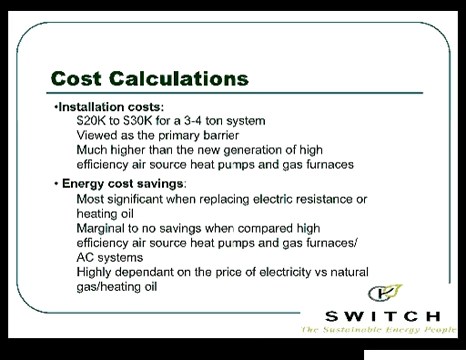 Cost Calculations
•Installation costs:
$20K to $30K for a 3-4 ton system
Viewed as the primary barrier
Much higher than the new generation of high
efficiency air source heat pumps and gas furnaces
• Energy cost savings:
Most significant when replacing electric resistance or
heating oil
Marginal to no savings when compared high
efficiency air source heat pumps and gas furnaces/
AC systems
Highly dependant on the price of electricity vs natural
gas/heating oil
SWITCH
The Sustainable Energy People